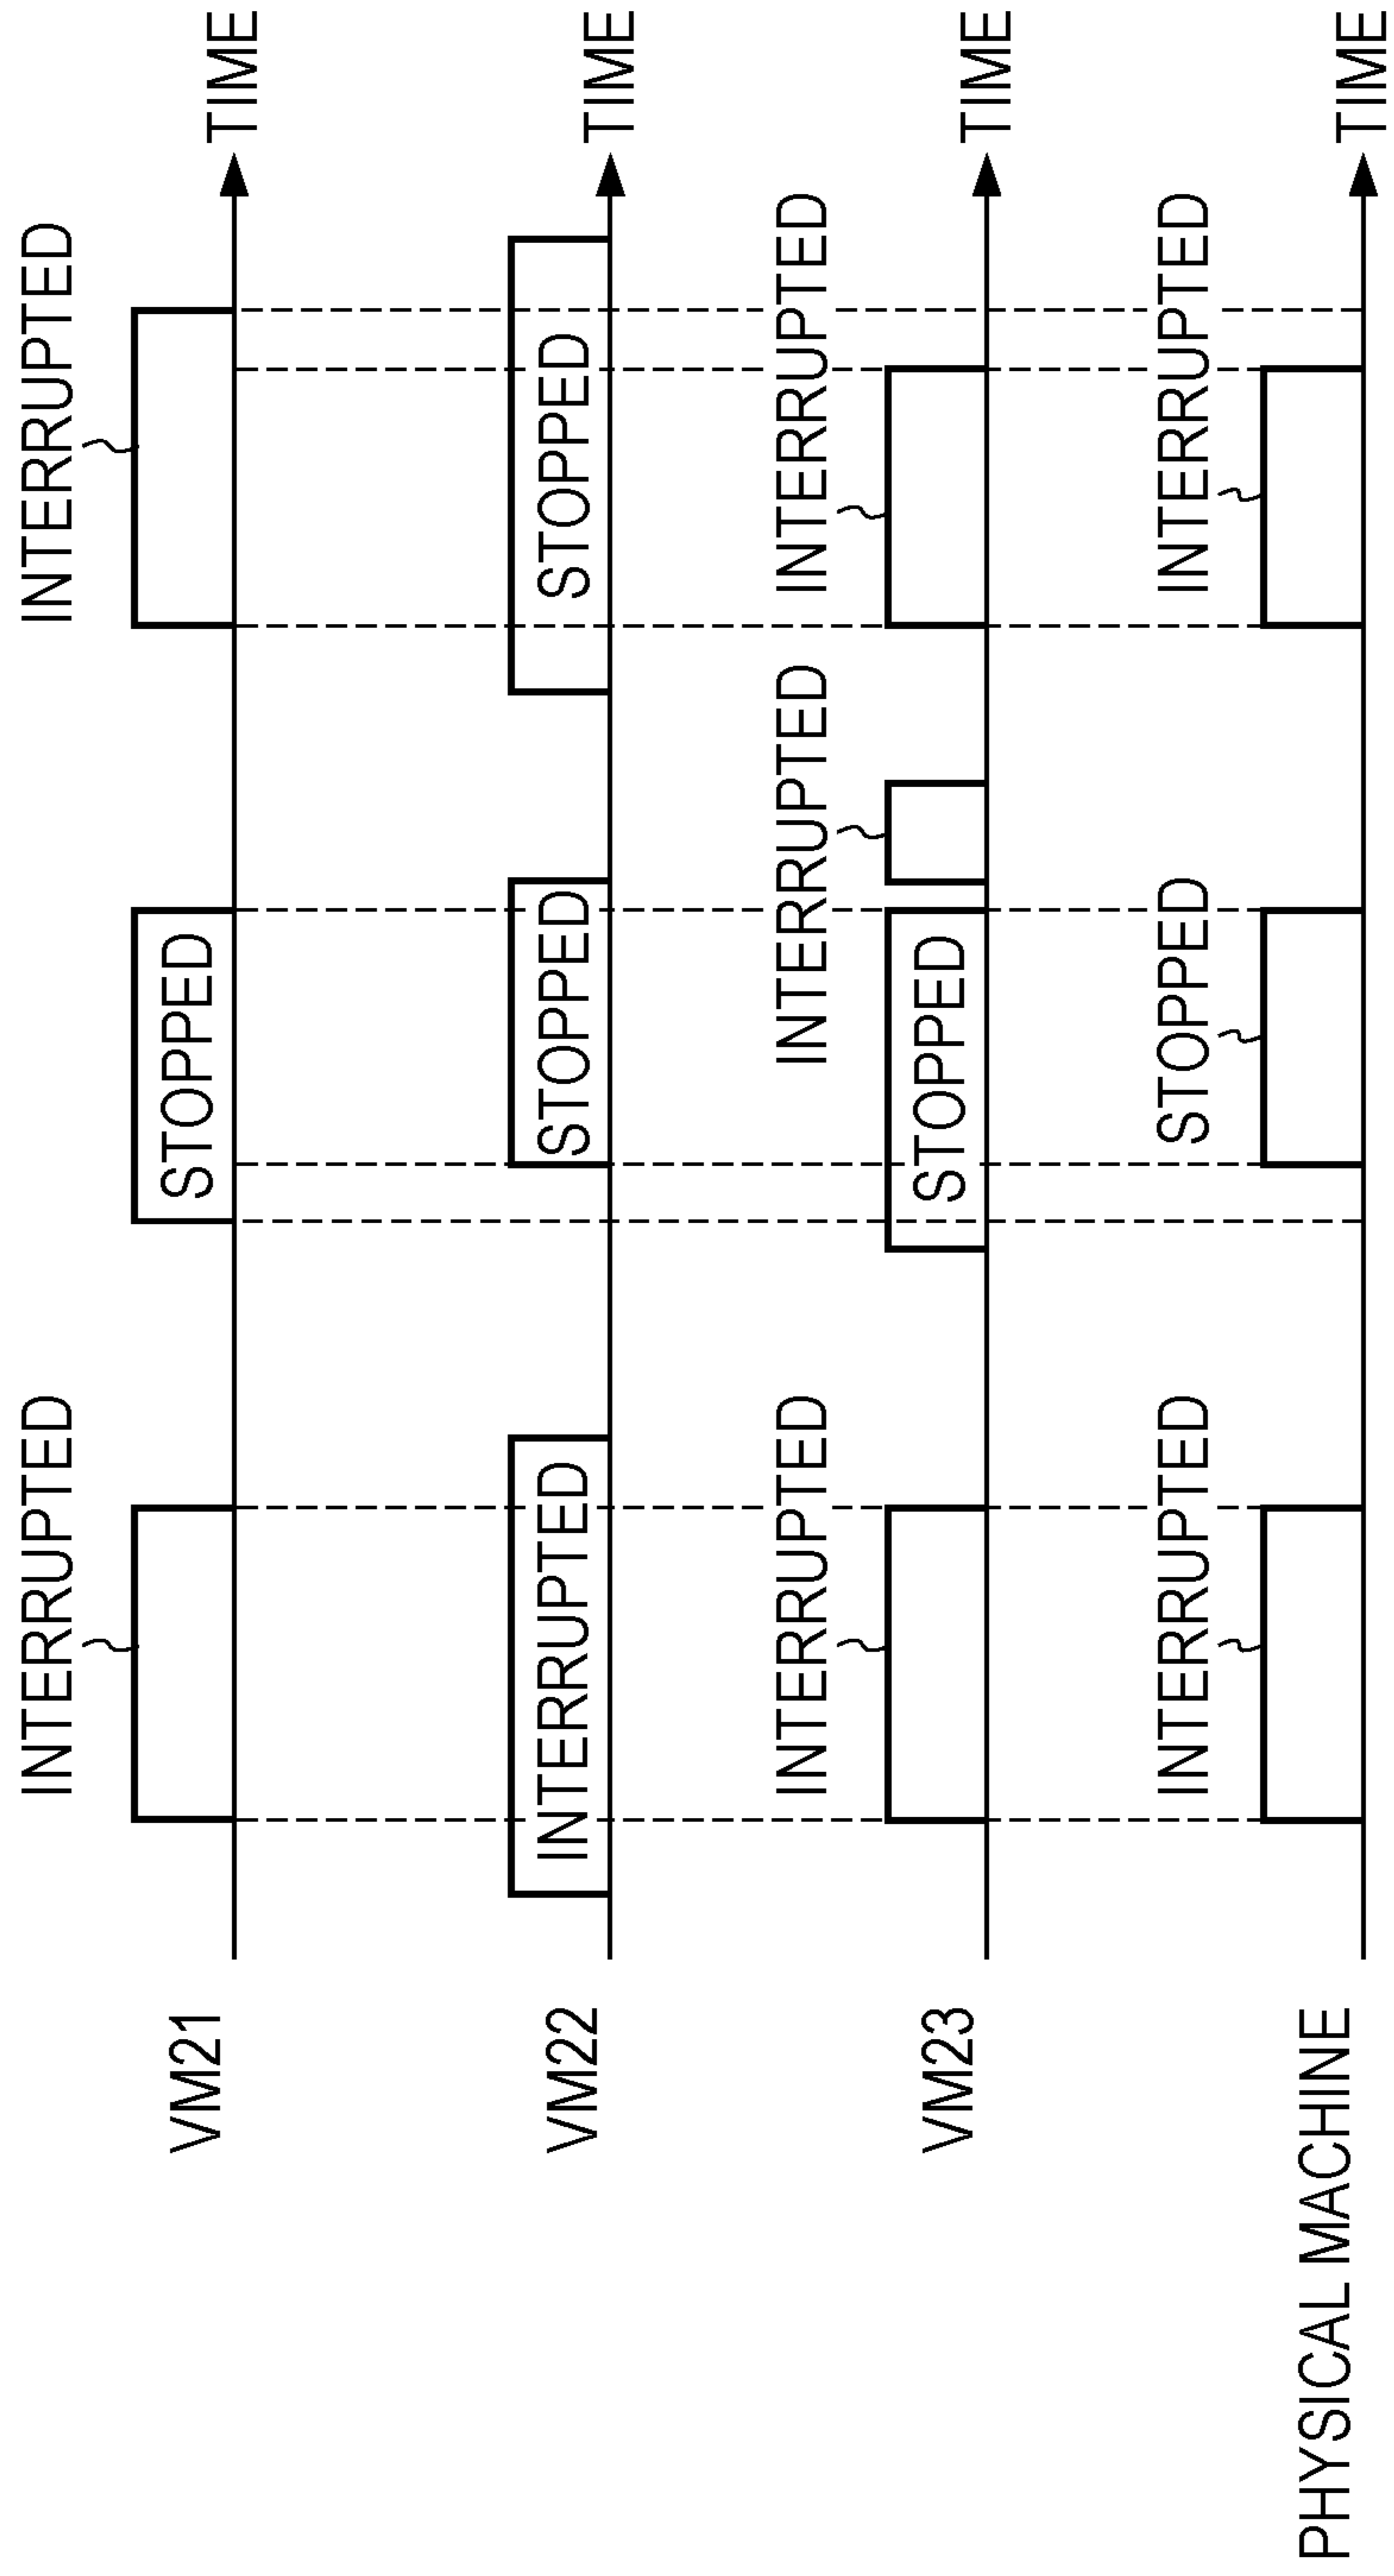 INTERRUPTED
INTERRUPTED
VM21
STOPPED
TIME
VM22
INTERRUPTED
STOPPED
STOPPED
TIME
INTERRUPTED
INTERRUPTED
INTERRUPTED
VM23
STOPPED
TIME
INTERRUPTED
STOPPED
INTERRUPTED
PHYSICAL MACHINE
TIME